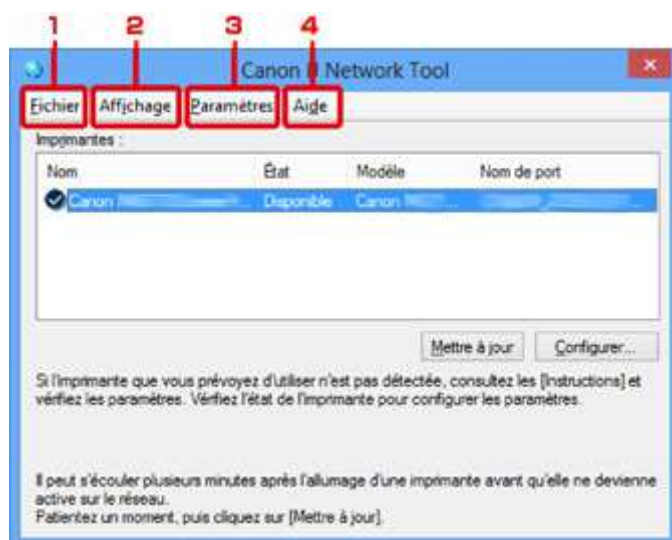 1 2 3 4
Canon IJ Network Tool
Fichier Affichage Paramètres Aide
Imprimantes :
Nom État Modèle Nom de port
Canon ... Disponible Canon ... ...
Mettre à jour Configurer...
Si l'imprimante que vous prévoyez d'utiliser n'est pas détectée, consultez les [Instructions] et
vérifiez les paramètres. Vérifiez l'état de l'imprimante pour configurer les paramètres.
Il peut s'écouler plusieurs minutes après l'allumage d'une imprimante avant qu'elle ne devienne
active sur le réseau.
Patientez un moment, puis cliquez sur [Mettre à jour].